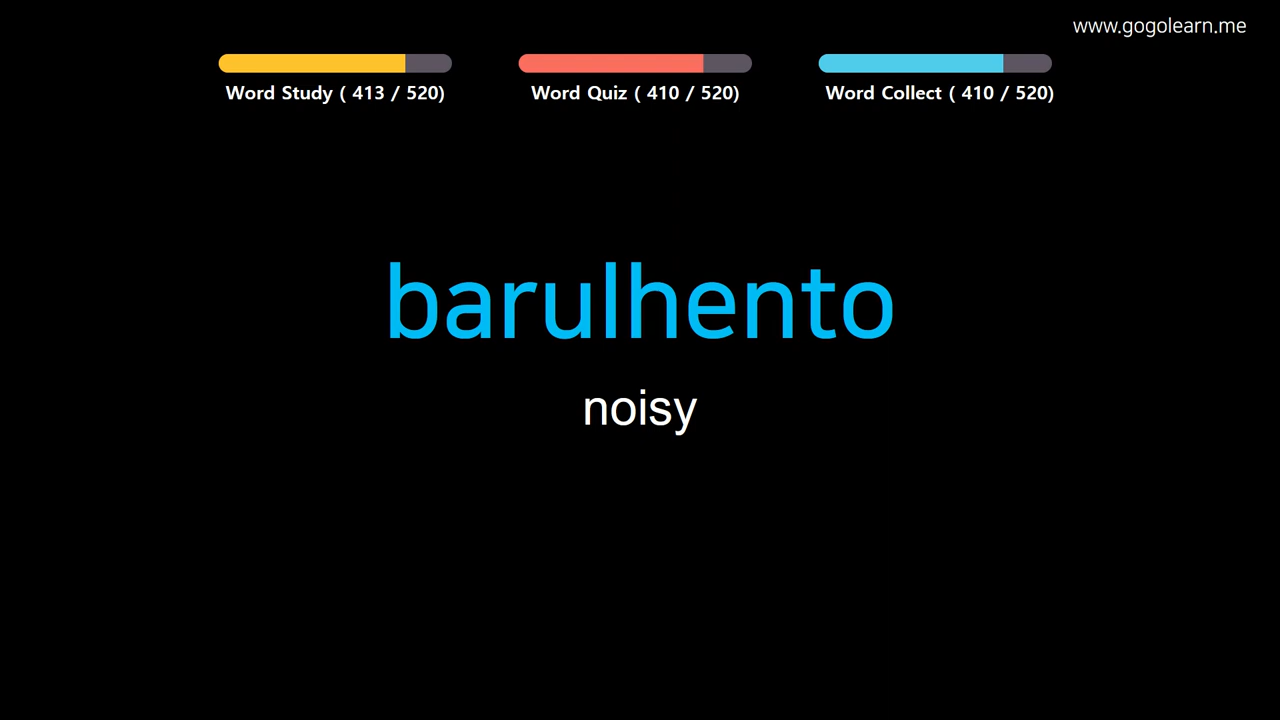 www.gogolearn.me
Word Study ( 413 / 520)
Word Quiz ( 410 / 520)
Word Collect ( 410 / 520)
barulhento
noisy